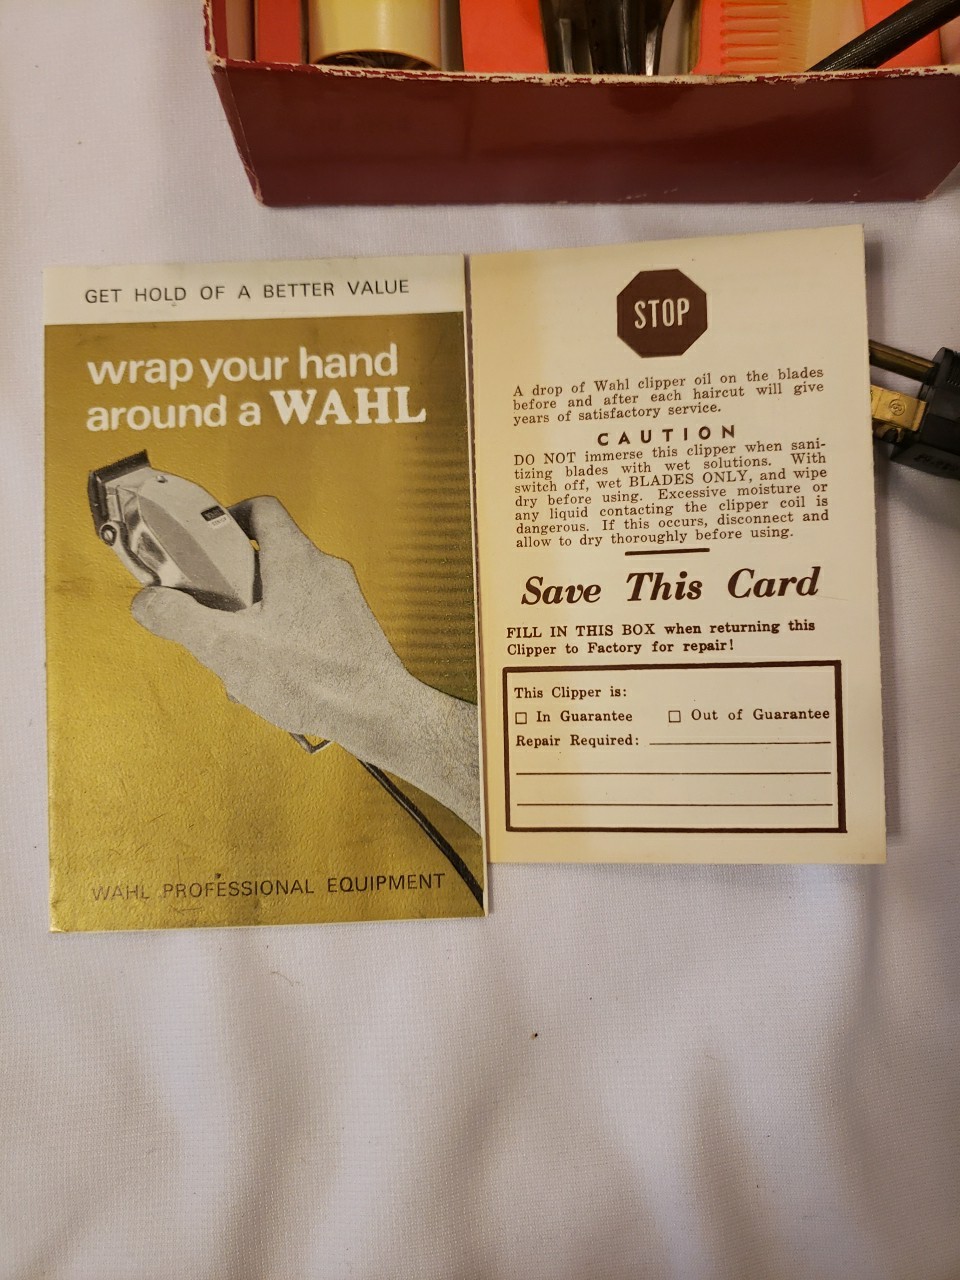 GET HOLD OF A BETTER VALUE
wrap your hand
around a WAHL
WAHL PROFESSIONAL EQUIPMENT
STOP
A drop of Wahl clipper oil on the blades
before and after each haircut will give
years of satisfactory service.
CAUTION
DO NOT immerse this clipper when sani-
tizing blades with wet solutions. With
switch off, wet BLADES ONLY, and wipe
dry before using. Excessive moisture or
any liquid contacting the clipper coil is
dangerous. If this occurs, disconnect and
allow to dry thoroughly before using.
Save This Card
FILL IN THIS BOX when returning this
Clipper to Factory for repair!
This Clipper is:
☐ In Guarantee ☐ Out of Guarantee
Repair Required: